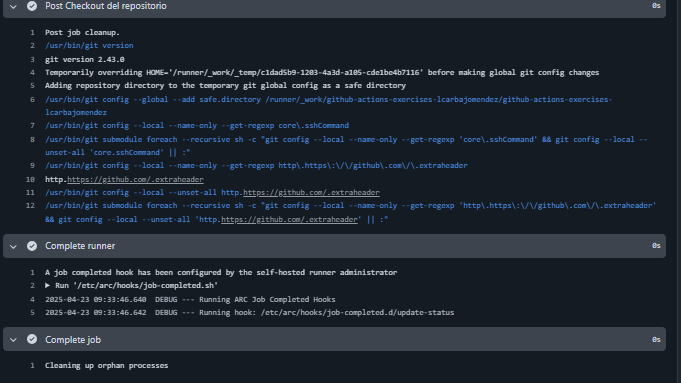 Post Checkout del repositorio 0s
1 Post job cleanup.
2 /usr/bin/git version
3 git version 2.43.0
4 Temporarily overriding HOME='/runner/_work/_temp/c1dad5b9-1203-4a3d-a105-cde1be4b7116' before making global git config changes
5 Adding repository directory to the temporary git global config as a safe directory
6 /usr/bin/git config --global --add safe.directory /runner/_work/github-actions-exercises-lcarbajomendez/github-actions-exercises-
lcarbajomendez
7 /usr/bin/git config --local --name-only --get-regexp core\.sshCommand
8 /usr/bin/git submodule foreach --recursive sh -c "git config --local --name-only --get-regexp 'core\.sshCommand' && git config --local --
unset-all 'core.sshCommand' || :"
9 /usr/bin/git config --local --name-only --get-regexp http\.https\:\/\/github\.com\/\.extraheader
10 http.https://github.com/.extraheader
11 /usr/bin/git config --local --unset-all http.https://github.com/.extraheader
12 /usr/bin/git submodule foreach --recursive sh -c "git config --local --name-only --get-regexp 'http\.https\:\/\/github\.com\/\.extraheader'
&& git config --local --unset-all 'http.https://github.com/.extraheader' || :"
Complete runner 0s
1 A job completed hook has been configured by the self-hosted runner administrator
2 ▶ Run '/etc/arc/hooks/job-completed.sh'
4 2025-04-23 09:33:46.640 DEBUG --- Running ARC Job Completed Hooks
5 2025-04-23 09:33:46.642 DEBUG --- Running hook: /etc/arc/hooks/job-completed.d/update-status
Complete job 0s
1 Cleaning up orphan processes